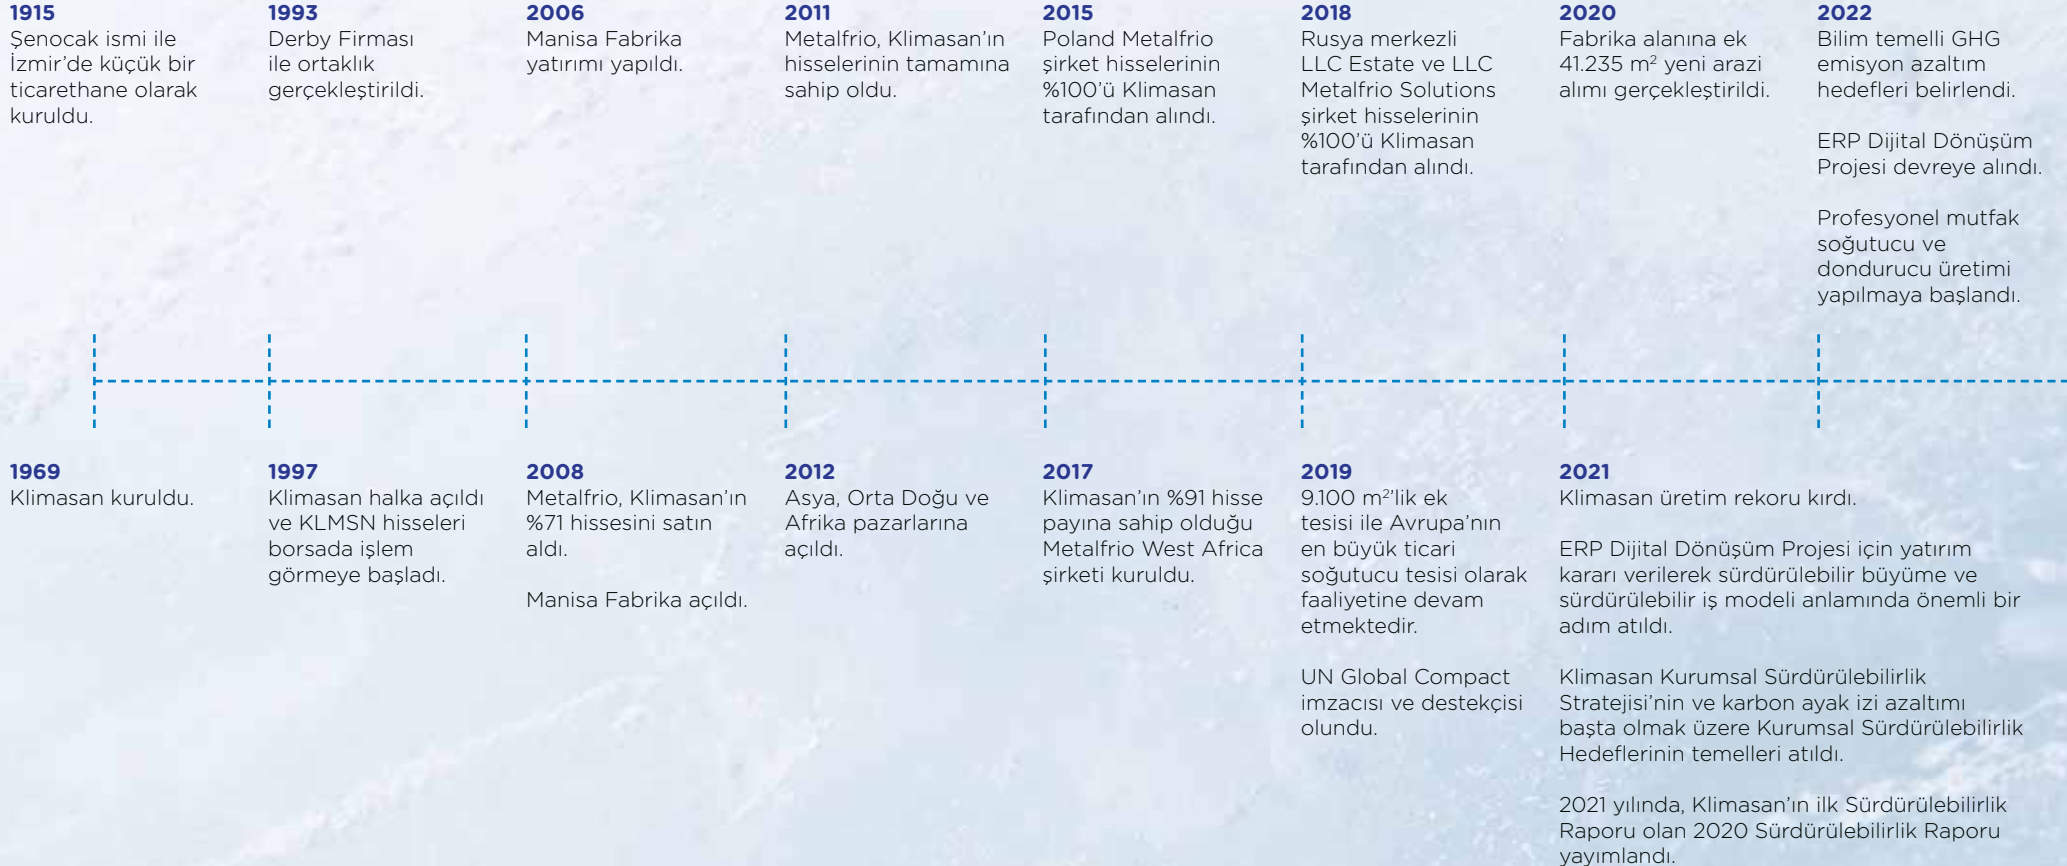 1915
Şenocak ismi ile
İzmir’de küçük bir
ticarethane olarak
kuruldu.
1993
Derby Firması
ile ortaklık
gerçekleştirildi.
2006
Manisa Fabrika
yatırımı yapıldı.
2011
Metalfrio, Klimasan’ın
hisselerinin tamamına
sahip oldu.
2015
Poland Metalfrio
şirket hisselerinin
%100’ü Klimasan
tarafından alındı.
2018
Rusya merkezli
LLC Estate ve LLC
Metalfrio Solutions
şirket hisselerinin
%100’ü Klimasan
tarafından alındı.
2020
Fabrika alanına ek
41.235 m² yeni arazi
alımı gerçekleştirildi.
2022
Bilim temelli GHG
emisyon azaltım
hedefleri belirlendi.
ERP Dijital Dönüşüm
Projesi devreye alındı.
Profesyonel mutfak
soğutucu ve
dondurucu üretimi
yapılmaya başlandı.
1969
Klimasan kuruldu.
1997
Klimasan halka açıldı
ve KLMSN hisseleri
borsada işlem
görmeye başladı.
2008
Metalfrio, Klimasan’ın
%71 hissesini satın
aldı.
Manisa Fabrika açıldı.
2012
Asya, Orta Doğu ve
Afrika pazarlarına
açıldı.
2017
Klimasan’ın %91 hisse
payına sahip olduğu
Metalfrio West Africa
şirketi kuruldu.
2019
9.100 m²’lik ek
tesisi ile Avrupa’nın
en büyük ticari
soğutucu tesisi olarak
faaliyetine devam
etmektedir.
UN Global Compact
imzacısı ve destekçisi
olundu.
2021
Klimasan üretim rekoru kırdı.
ERP Dijital Dönüşüm Projesi için yatırım
kararı verilerek sürdürülebilir büyüme ve
sürdürülebilir iş modeli anlamında önemli bir
adım atıldı.
Klimasan Kurumsal Sürdürülebilirlik
Stratejisi’nin ve karbon ayak izi azaltımı
başta olmak üzere Kurumsal Sürdürülebilirlik
Hedeflerinin temelleri atıldı.
2021 yılında, Klimasan’ın ilk Sürdürülebilirlik
Raporu olan 2020 Sürdürülebilirlik Raporu
yayımlandı.